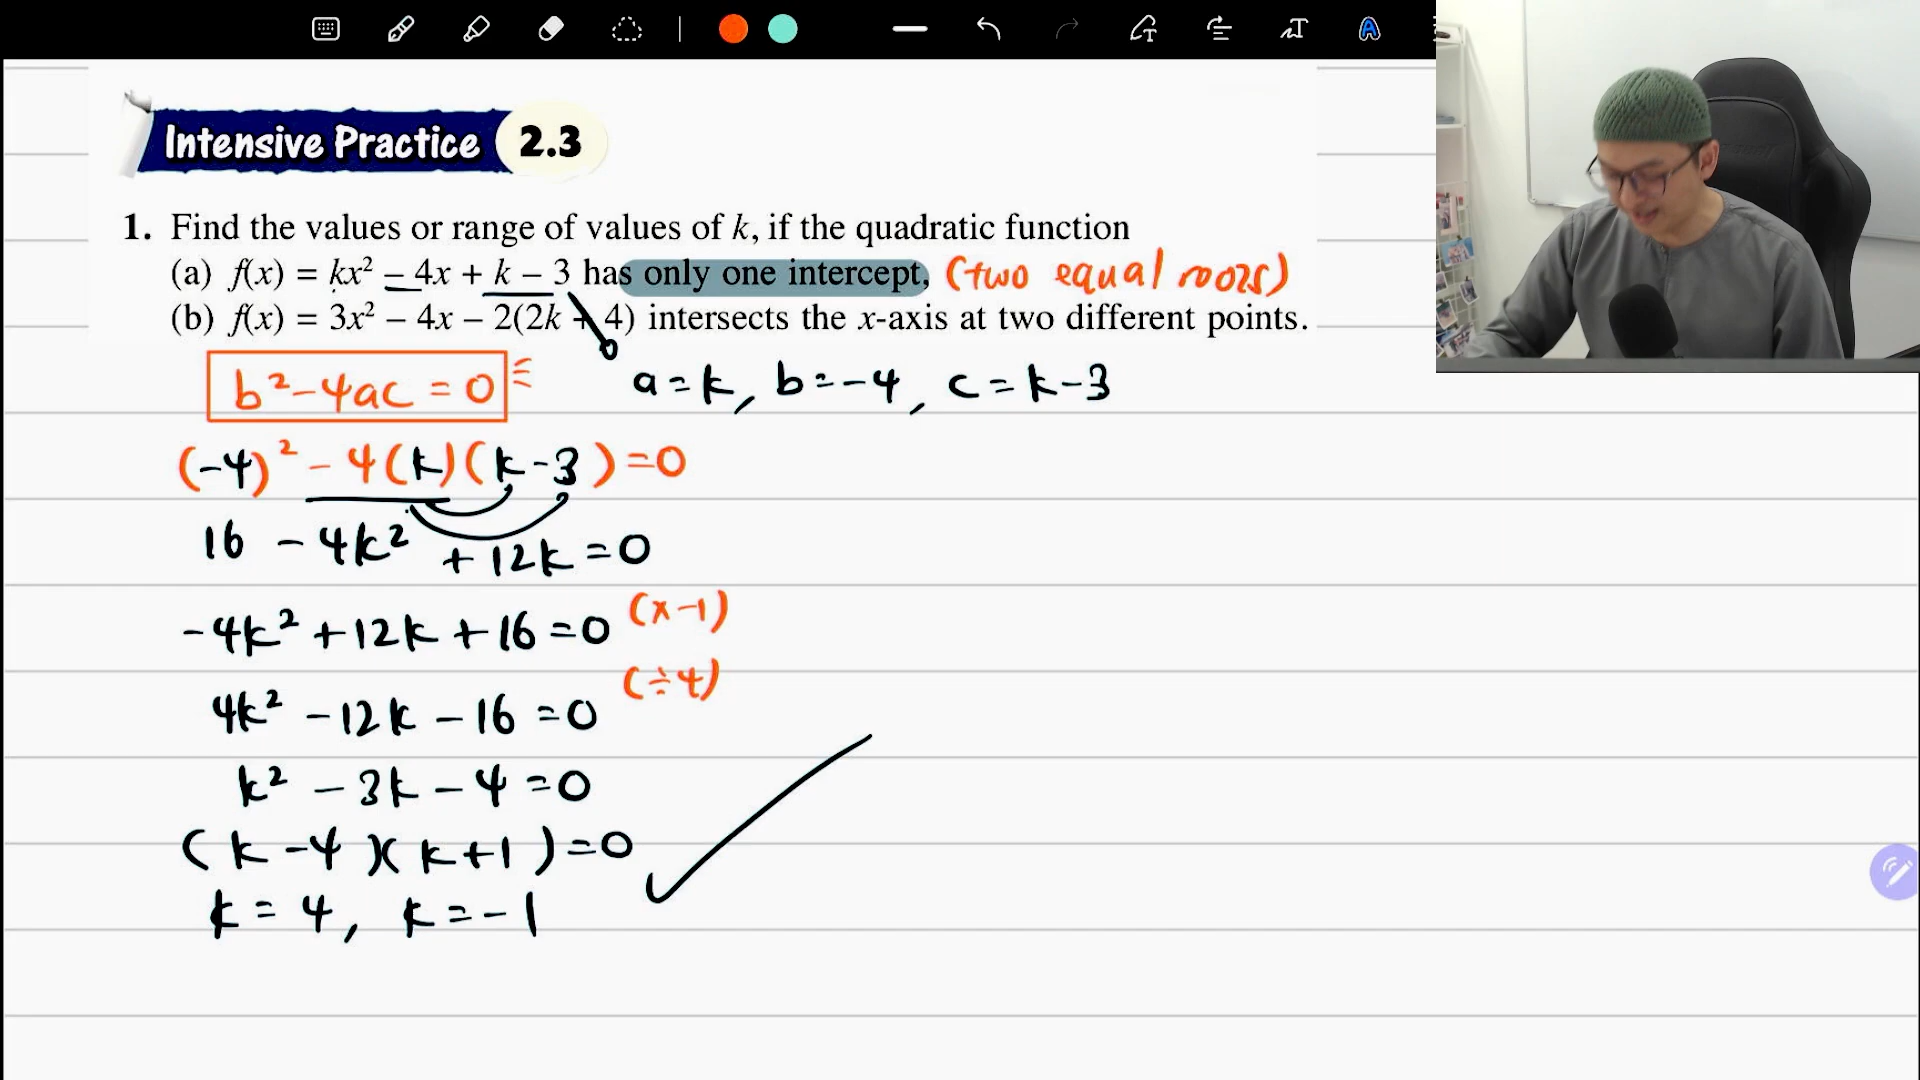 Intensive Practice 2.3
1. Find the values or range of values of k, if the quadratic function
(a) f(x) = kx² – 4x + k – 3 has only one intercept, (two equal roots)
(b) f(x) = 3x² – 4x – 2(2k + 4) intersects the x-axis at two different points.
b²-4ac = 0 a=k, b=-4, c=k-3
(-4)² - 4(k)(k-3)=0
16 - 4k² + 12k = 0
-4k² + 12k + 16 = 0 (x-1)
(÷4)
4k² - 12k - 16 = 0
k² - 3k - 4 = 0
(k-4)(k+1)=0
k = 4, k = -1